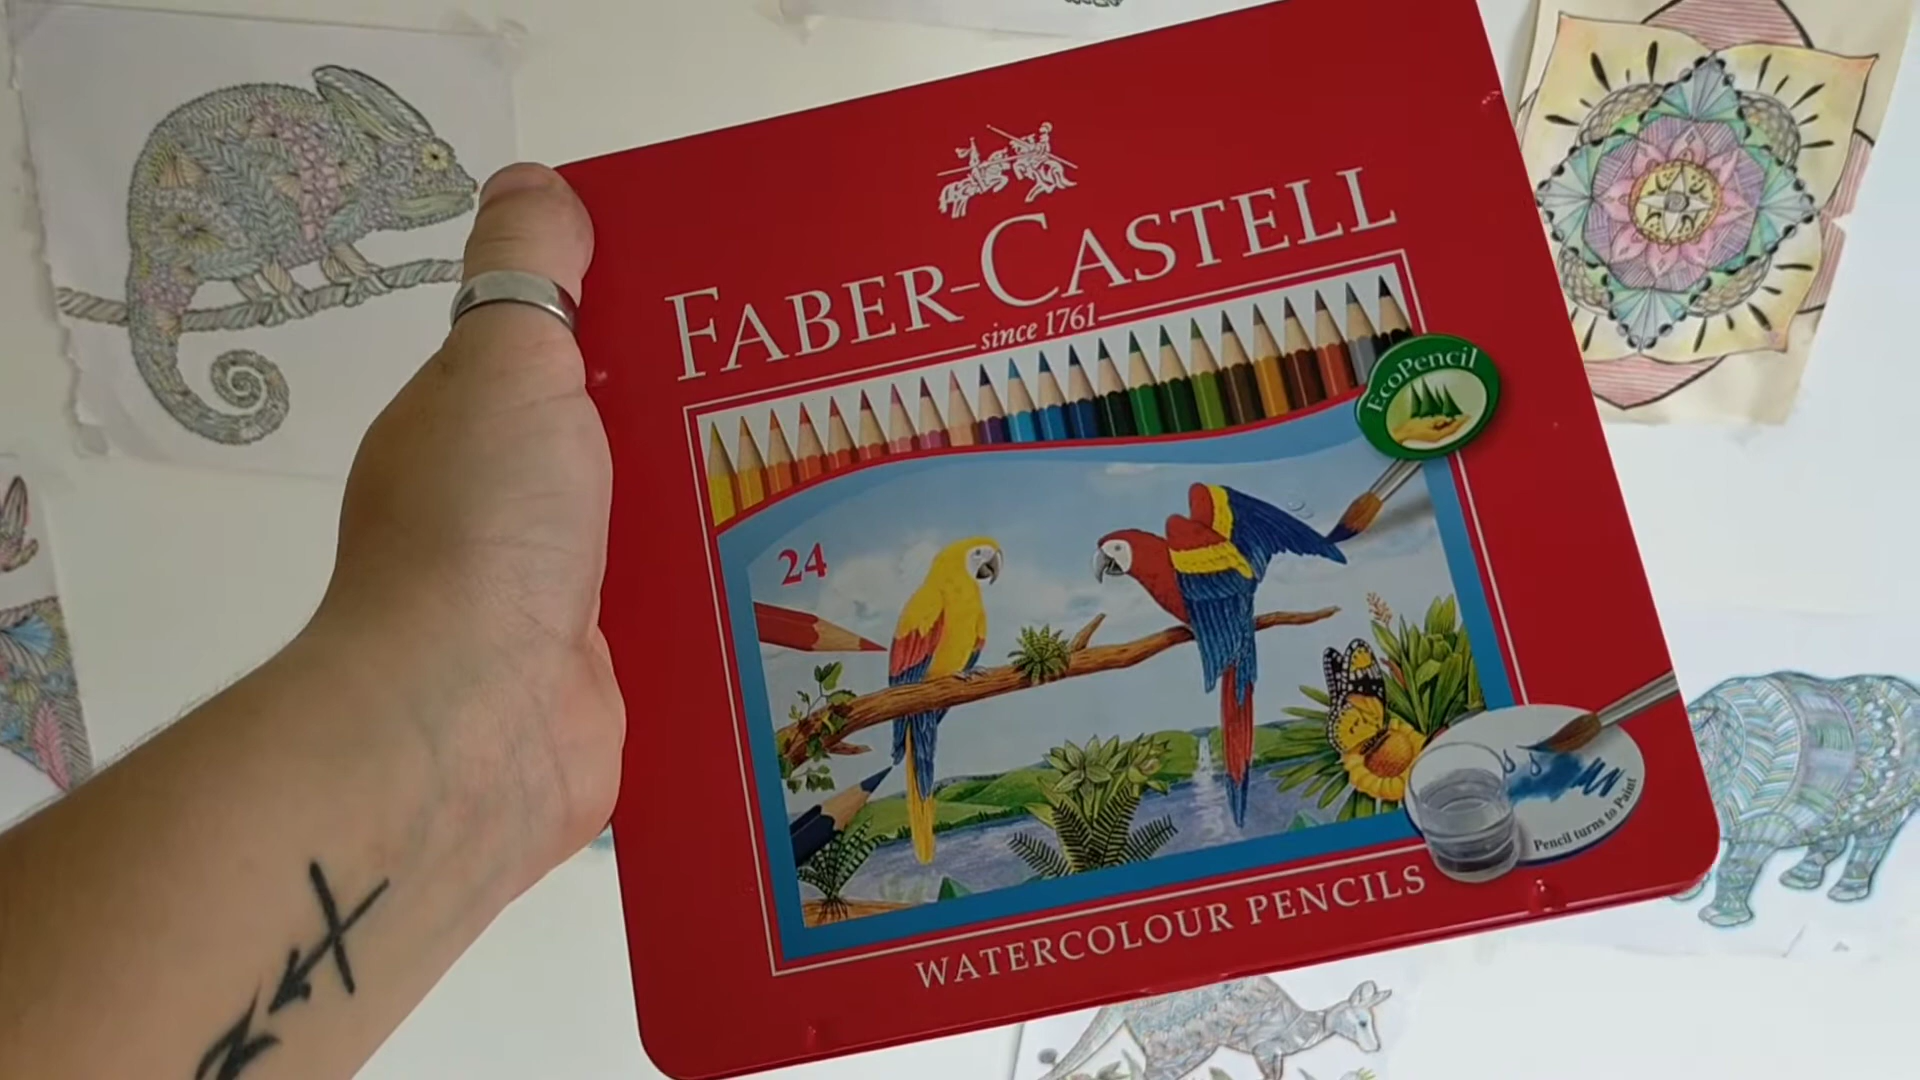 FABER-CASTELL
since 1761
EcoPencil
24
Pencil turns to Paint
WATERCOLOUR PENCILS